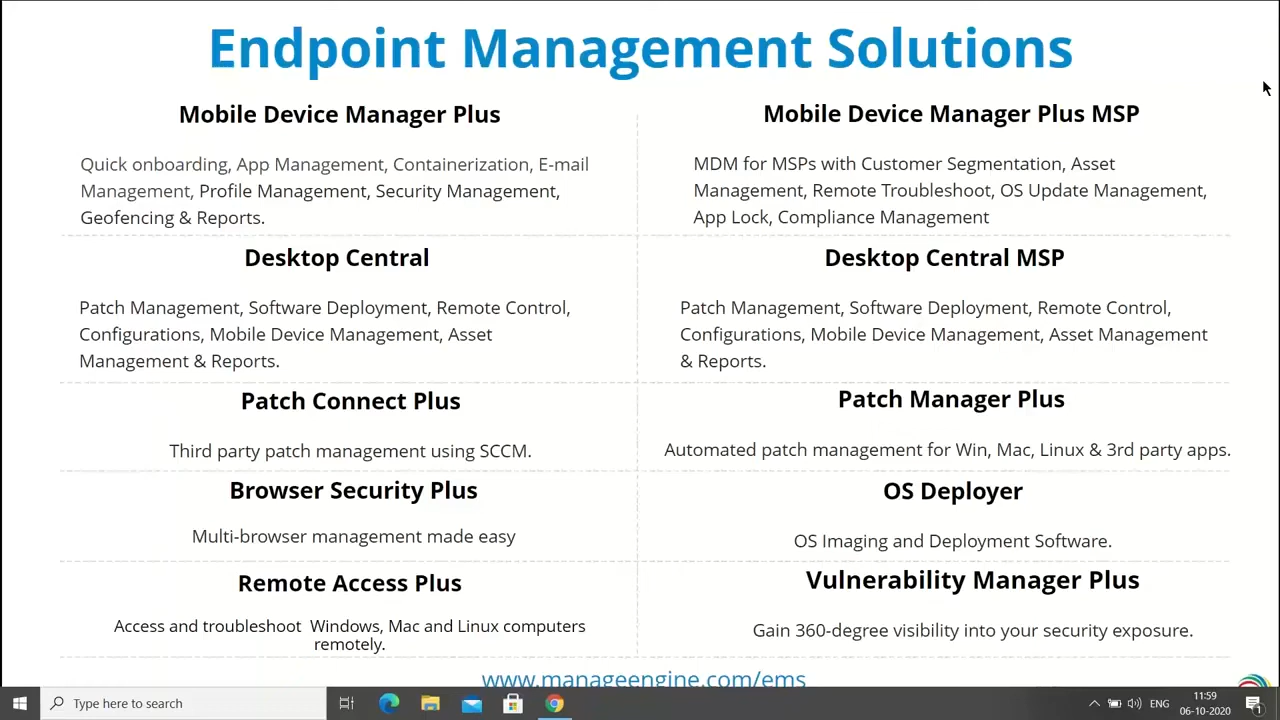 Endpoint Management Solutions
Mobile Device Manager Plus
Quick onboarding, App Management, Containerization, E-mail
Management, Profile Management, Security Management,
Geofencing & Reports.
Mobile Device Manager Plus MSP
MDM for MSPs with Customer Segmentation, Asset
Management, Remote Troubleshoot, OS Update Management,
App Lock, Compliance Management
Desktop Central
Patch Management, Software Deployment, Remote Control,
Configurations, Mobile Device Management, Asset
Management & Reports.
Desktop Central MSP
Patch Management, Software Deployment, Remote Control,
Configurations, Mobile Device Management, Asset Management
& Reports.
Patch Connect Plus
Third party patch management using SCCM.
Patch Manager Plus
Automated patch management for Win, Mac, Linux & 3rd party apps.
Browser Security Plus
Multi-browser management made easy
OS Deployer
OS Imaging and Deployment Software.
Remote Access Plus
Access and troubleshoot Windows, Mac and Linux computers
remotely.
Vulnerability Manager Plus
Gain 360-degree visibility into your security exposure.
www.manageengine.com/ems
Type here to search
ENG
11:59
06-10-2020
1